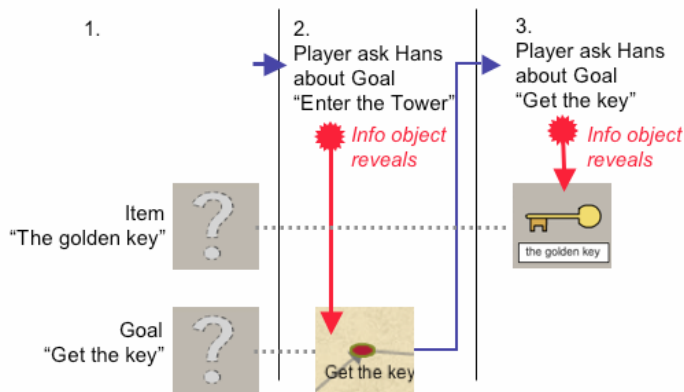 1.
2.
Player ask Hans
about Goal
“Enter the Tower”
Info object
reveals
3.
Player ask Hans
about Goal
“Get the key”
Info object
reveals
Item
“The golden key”
the golden key
Goal
“Get the key”
Get the key